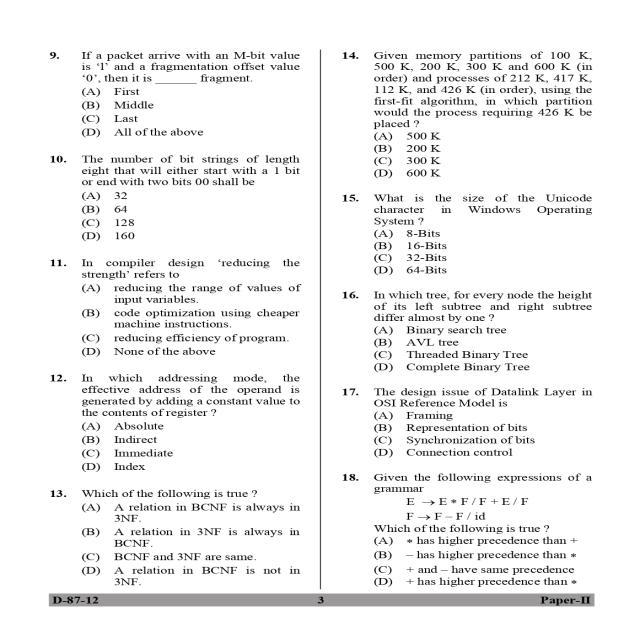 9. If a packet arrive with an M-bit value
is ‘1’ and a fragmentation offset value
‘0’, then it is ______ fragment.
(A) First
(B) Middle
(C) Last
(D) All of the above
10. The number of bit strings of length
eight that will either start with a 1 bit
or end with two bits 00 shall be
(A) 32
(B) 64
(C) 128
(D) 160
11. In compiler design ‘reducing the
strength’ refers to
(A) reducing the range of values of
input variables.
(B) code optimization using cheaper
machine instructions.
(C) reducing efficiency of program.
(D) None of the above
12. In which addressing mode, the
effective address of the operand is
generated by adding a constant value to
the contents of register ?
(A) Absolute
(B) Indirect
(C) Immediate
(D) Index
13. Which of the following is true ?
(A) A relation in BCNF is always in
3NF.
(B) A relation in 3NF is always in
BCNF.
(C) BCNF and 3NF are same.
(D) A relation in BCNF is not in
3NF.
14. Given memory partitions of 100 K,
500 K, 200 K, 300 K and 600 K (in
order) and processes of 212 K, 417 K,
112 K, and 426 K (in order), using the
first-fit algorithm, in which partition
would the process requiring 426 K be
placed ?
(A) 500 K
(B) 200 K
(C) 300 K
(D) 600 K
15. What is the size of the Unicode
character in Windows Operating
System ?
(A) 8-Bits
(B) 16-Bits
(C) 32-Bits
(D) 64-Bits
16. In which tree, for every node the height
of its left subtree and right subtree
differ almost by one ?
(A) Binary search tree
(B) AVL tree
(C) Threaded Binary Tree
(D) Complete Binary Tree
17. The design issue of Datalink Layer in
OSI Reference Model is
(A) Framing
(B) Representation of bits
(C) Synchronization of bits
(D) Connection control
18. Given the following expressions of a
grammar
E → E * F / F + E / F
F → F – F / id
Which of the following is true ?
(A) * has higher precedence than +
(B) – has higher precedence than *
(C) + and – have same precedence
(D) + has higher precedence than *
D-87-12 3 Paper-II